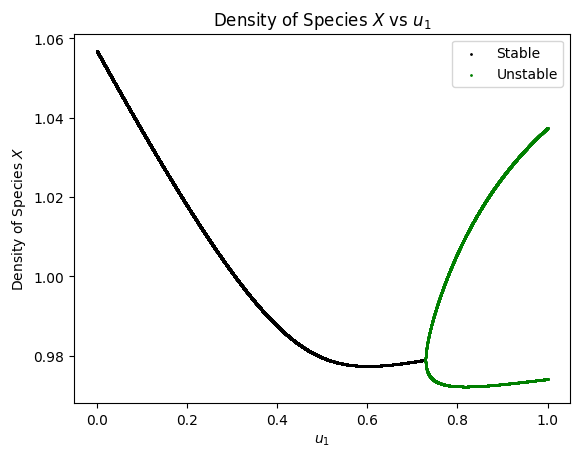 Density of Species X vs u₁
Stable
Unstable
Density of Species X
1.06
1.04
1.02
1.00
0.98
0.0 0.2 0.4 0.6 0.8 1.0
u₁